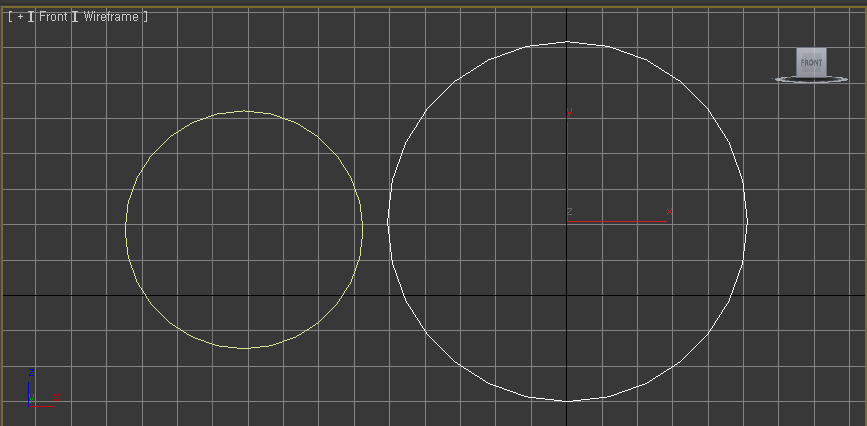 [ + ] [ Front ] [ Wireframe ]
FRONT
y
z
x
z